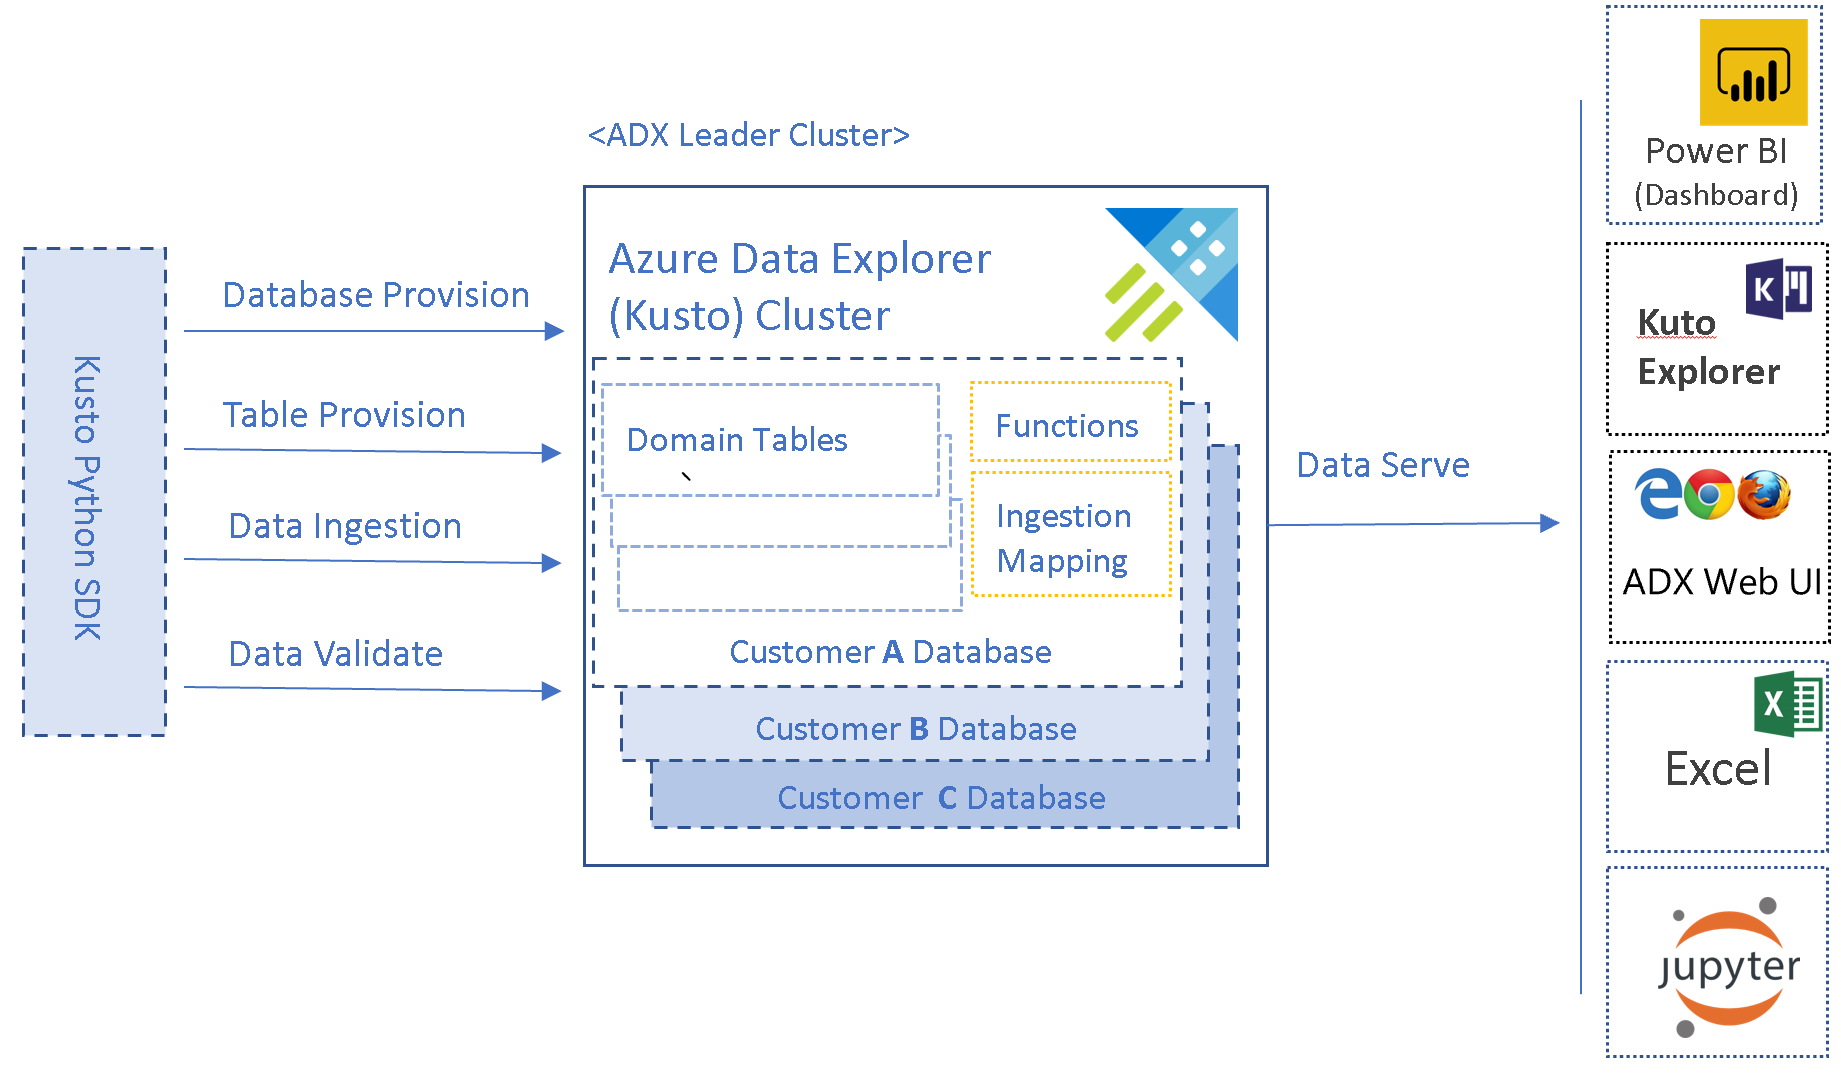 <ADX Leader Cluster>
Kusto Python SDK
Database Provision
Table Provision
Data Ingestion
Data Validate
Azure Data Explorer
(Kusto) Cluster
Domain Tables
Functions
Ingestion
Mapping
Customer A Database
Customer B Database
Customer C Database
Data Serve
Power BI
(Dashboard)
K
Kuto
Explorer
ADX Web UI
X
Excel
jupyter